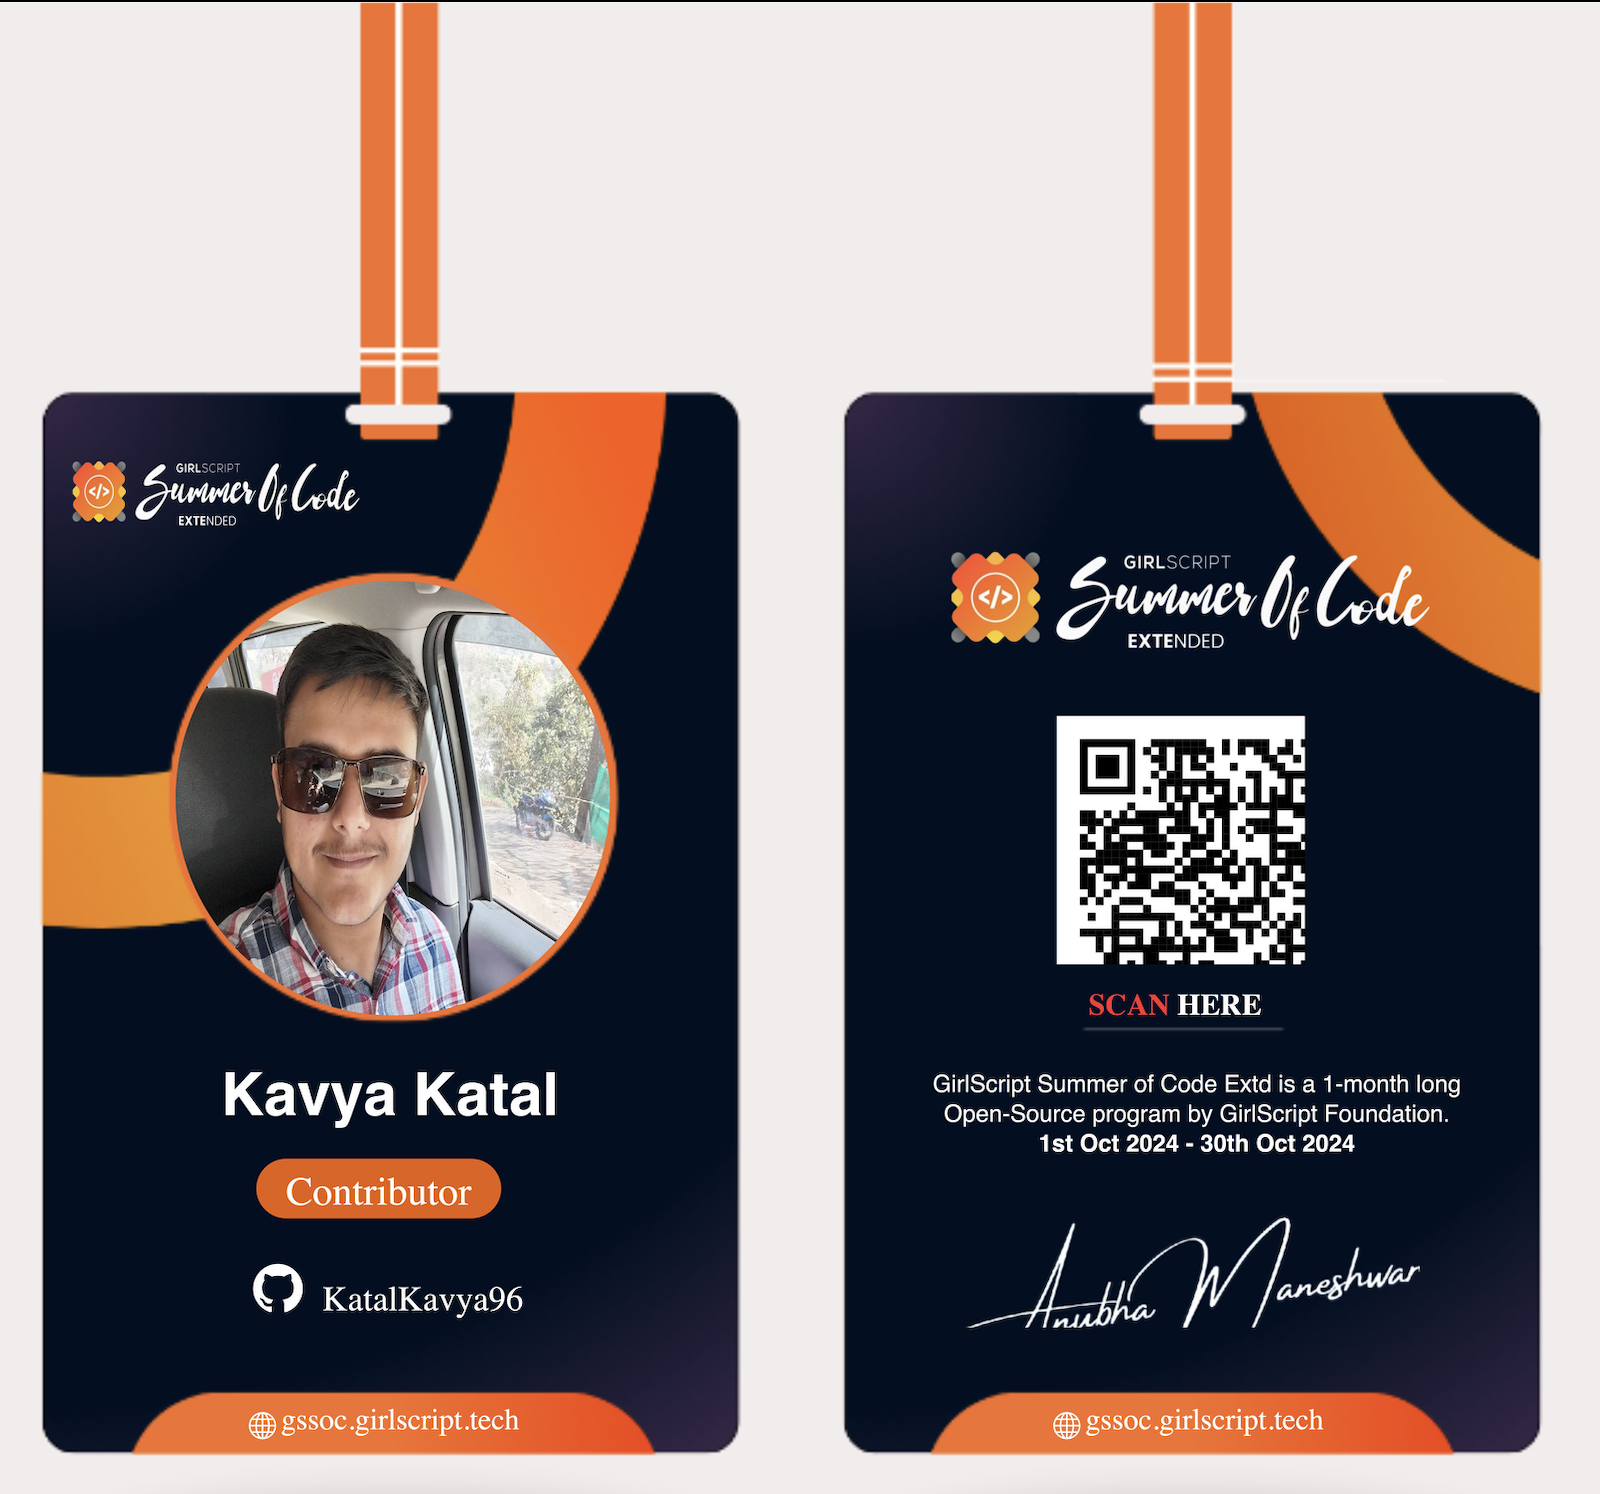 GIRLSCRIPT
Summer Of Code
EXTENDED
Kavya Katal
Contributor
KatalKavya96
gssoc.girlscript.tech
GIRLSCRIPT
Summer Of Code
EXTENDED
SCAN HERE
GirlScript Summer of Code Extd is a 1-month long
Open-Source program by GirlScript Foundation.
1st Oct 2024 - 30th Oct 2024
Anubha Maneshwar
gssoc.girlscript.tech